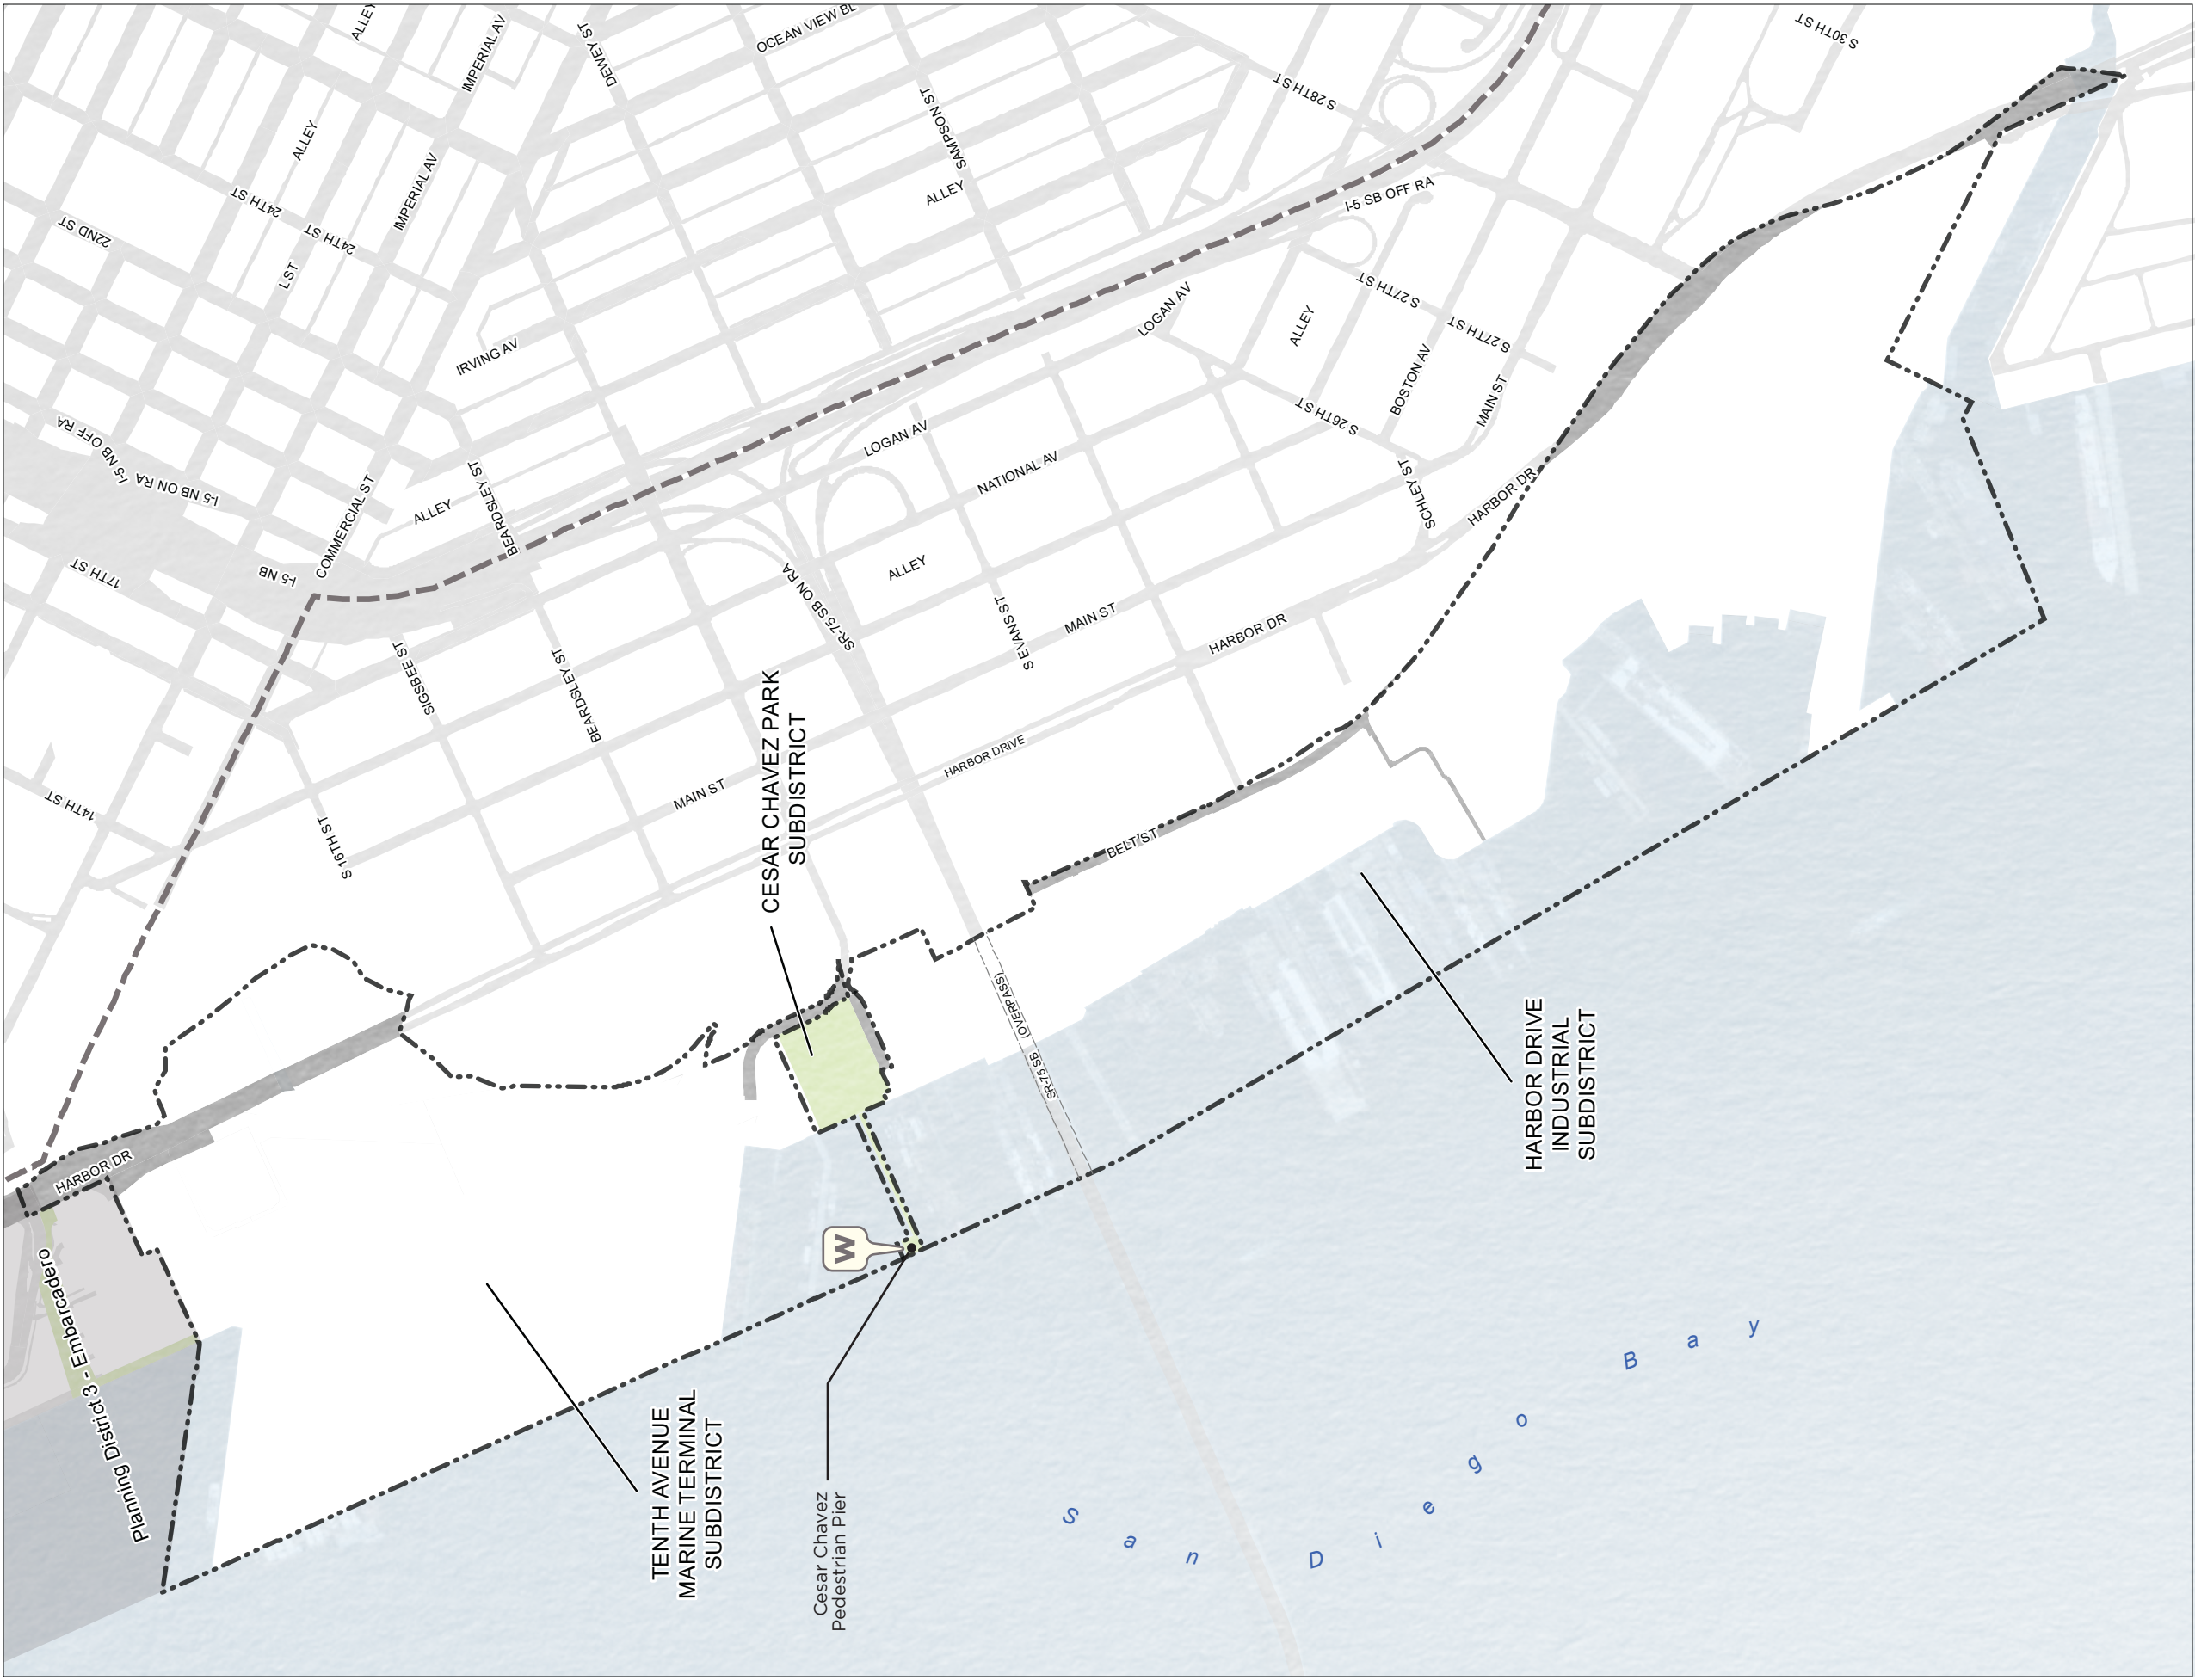 ALLEY
IMPERIAL AV
DEWEY ST
OCEAN VIEW BL
S 30TH ST
S 28TH ST
SAMPSON ST
ALLEY
ALLEY
IMPERIAL AV
24TH ST
24TH ST
22ND ST
L ST
I-5 SB OFF RA
LOGAN AV
ALLEY
S 27TH ST
S 27TH ST
IRVING AV
BOSTON AV
MAIN ST
S 26TH ST
I-5 NB OFF RA
I-5 NB ON RA
COMMERCIAL ST
ALLEY
BEARDSLEY ST
LOGAN AV
NATIONAL AV
SCHLEY ST
HARBOR DR
17TH ST
I-5 NB
SR-75 SB ON RA
ALLEY
S EVANS ST
MAIN ST
HARBOR DR
SIGSBEE ST
BEARDSLEY ST
14TH ST
S 16TH ST
MAIN ST
HARBOR DRIVE
CESAR CHAVEZ PARK
SUBDISTRICT
BELT ST
SR-75 SB (OVERPASS)
HARBOR DR
HARBOR DRIVE
INDUSTRIAL
SUBDISTRICT
W
Planning District 3 - Embarcadero
TENTH AVENUE
MARINE TERMINAL
SUBDISTRICT
Cesar Chavez
Pedestrian Pier
San Diego Bay